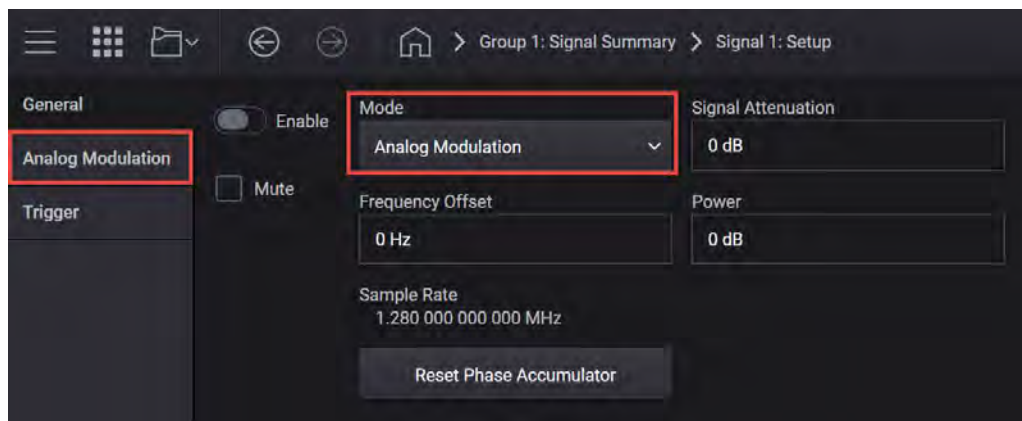 Group 1: Signal Summary > Signal 1: Setup
General
Analog Modulation
Trigger
Enable
Mute
Mode
Analog Modulation
Signal Attenuation
0 dB
Frequency Offset
0 Hz
Power
0 dB
Sample Rate
1.280 000 000 000 MHz
Reset Phase Accumulator